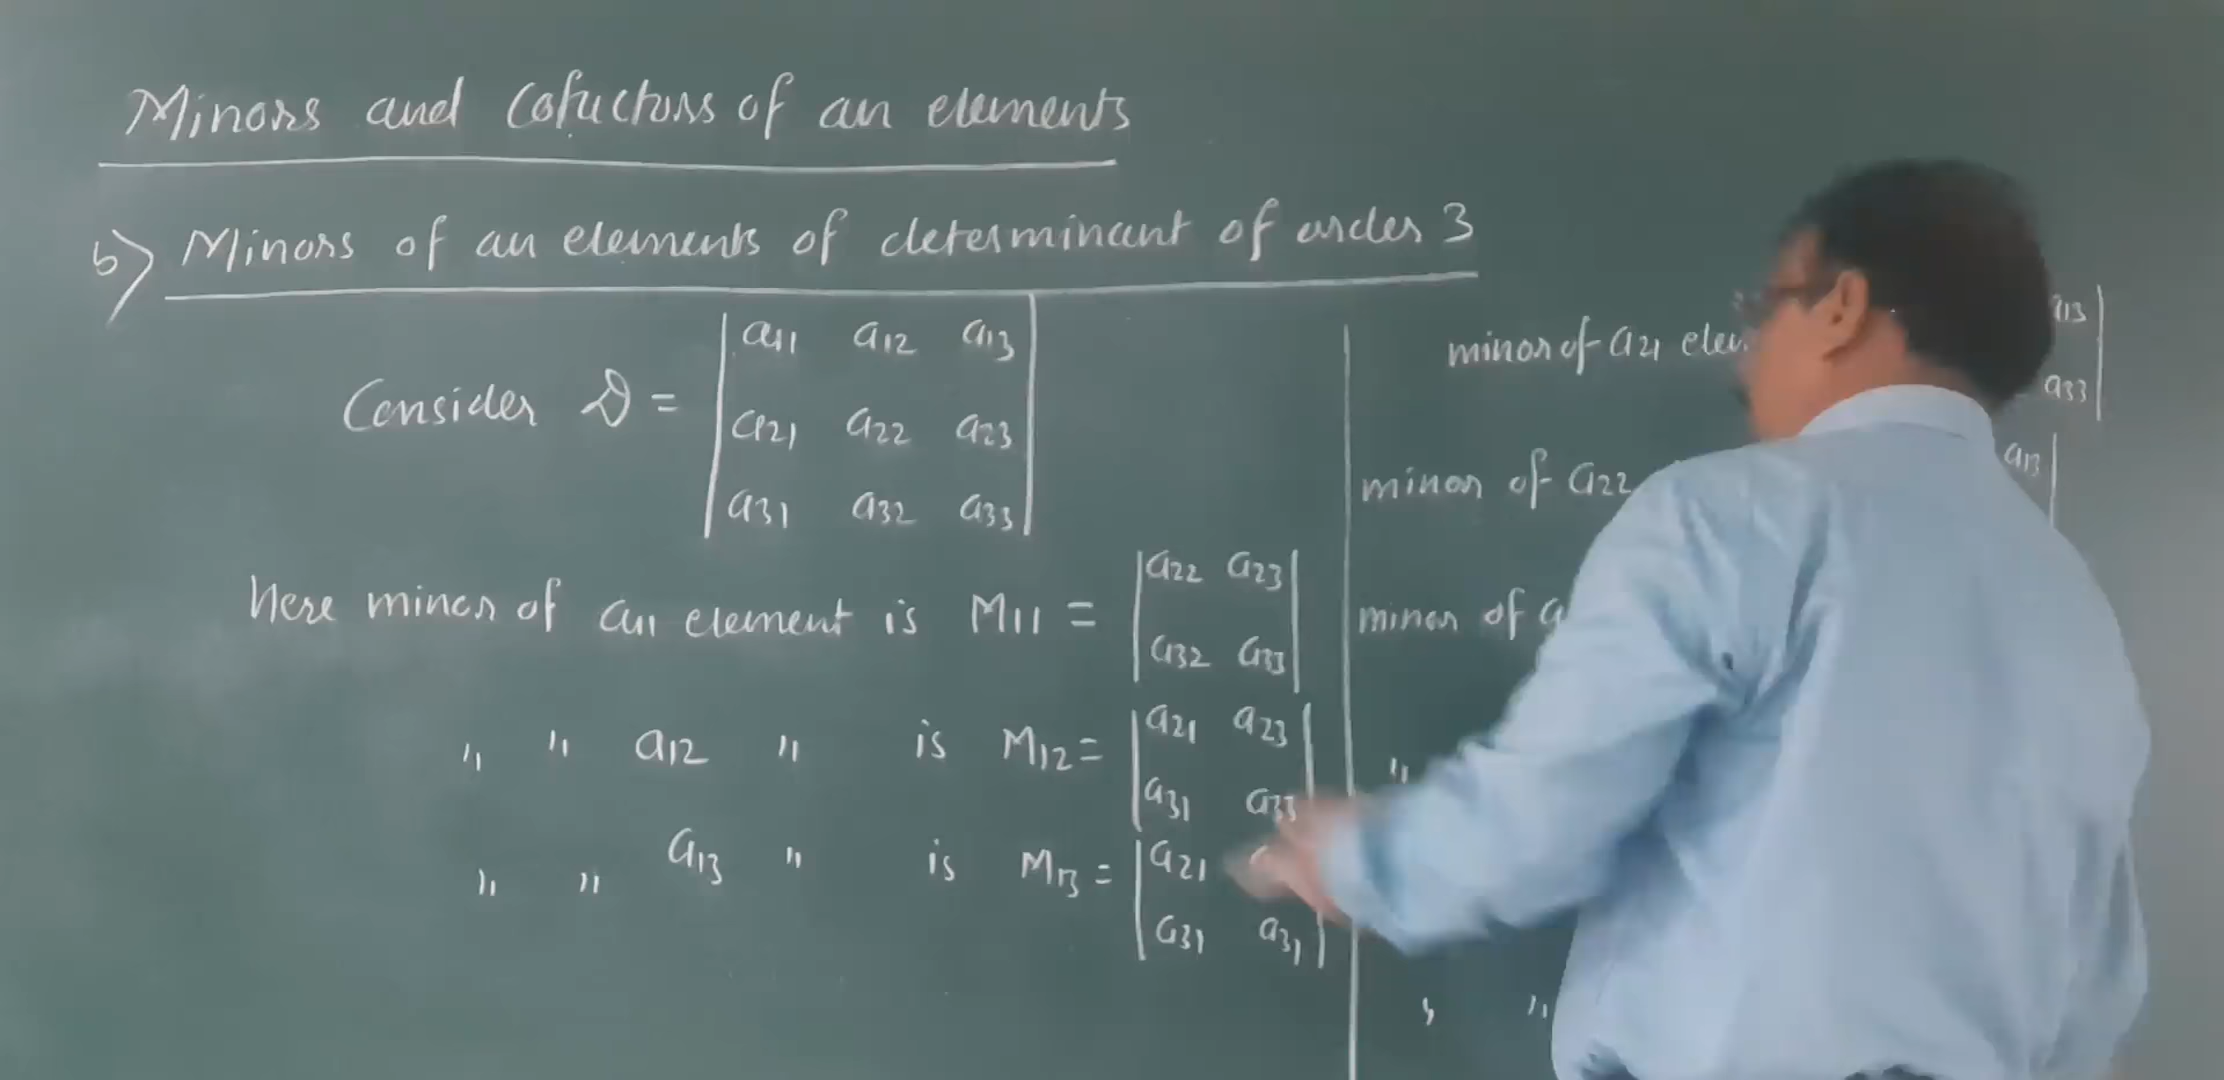 Minors and Cofactors of an elements
b) Minors of an elements of determinant of order 3
Consider D = | a11 a12 a13 |
| a21 a22 a23 |
| a31 a32 a33 |
Here minor of a11 element is M11 = | a22 a23 |
| a32 a33 |
" " a12 " is M12 = | a21 a23 |
| a31 a33 |
" " a13 " is M13 = | a21
| a31 a31 |
minor of a21
a13 |
a33 |
minor of a22
a13 |
minor of
"
" "